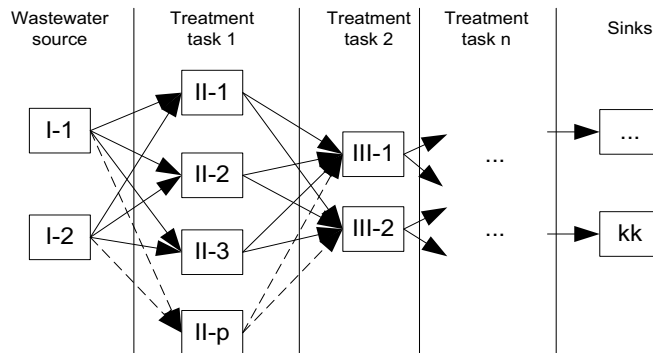 Wastewater
source
Treatment
task 1
Treatment
task 2
Treatment
task n
Sinks
I-1
I-2
II-1
II-2
II-3
II-p
III-1
III-2
...
...
...
kk